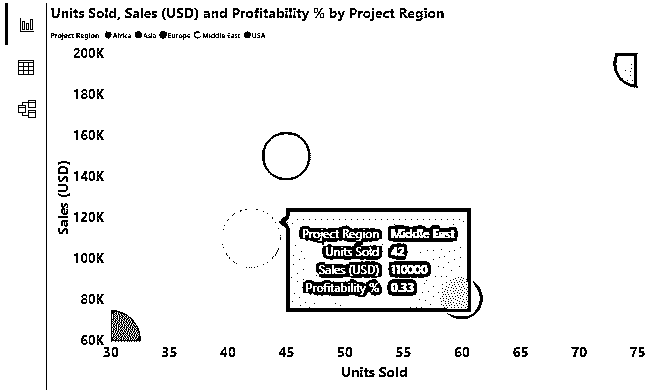 Units Sold, Sales (USD) and Profitability % by Project Region
Project Region Africa Asia Europe Middle East USA
200K
180K
160K
140K
120K
100K
80K
60K
Sales (USD)
Project Region Middle East
Units Sold 42
Sales (USD) 110000
Profitability % 0.33
30 35 40 45 50 55 60 65 70 75
Units Sold